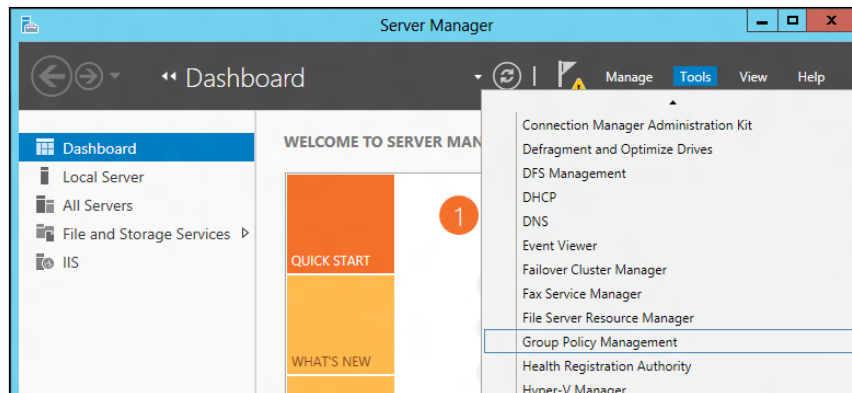 Server Manager
Dashboard
Manage Tools View Help
Dashboard
Local Server
All Servers
File and Storage Services
IIS
WELCOME TO SERVER MAN
1
QUICK START
WHAT'S NEW
Connection Manager Administration Kit
Defragment and Optimize Drives
DFS Management
DHCP
DNS
Event Viewer
Failover Cluster Manager
Fax Service Manager
File Server Resource Manager
Group Policy Management
Health Registration Authority
Hyper-V Manager